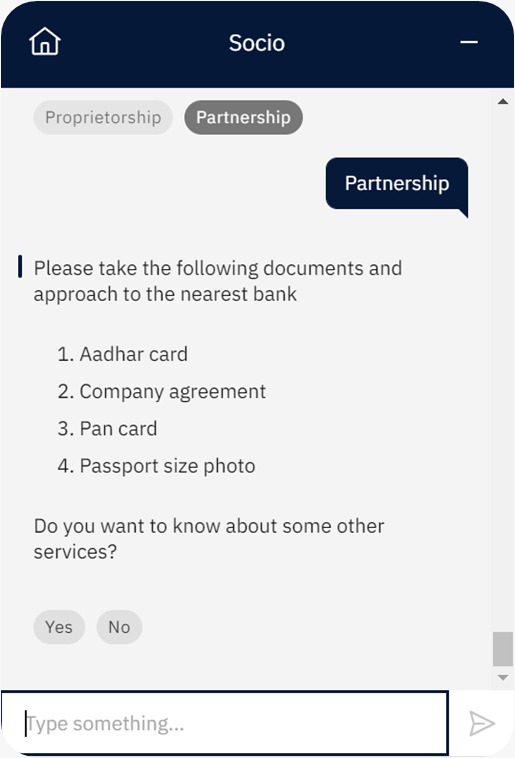 Socio
Proprietorship Partnership
Partnership
Please take the following documents and
approach to the nearest bank
1. Aadhar card
2. Company agreement
3. Pan card
4. Passport size photo
Do you want to know about some other
services?
Yes No
Type something...